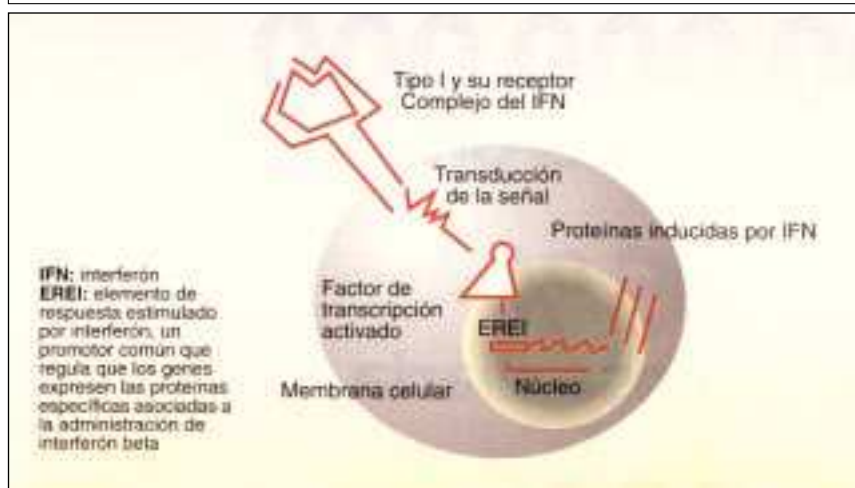 Tipo I y su receptor
Complejo del IFN
Transducción
de la señal
Proteínas inducidas por IFN
IFN: interferón
EREI: elemento de
respuesta estimulado
por interferón, un
promotor común que
regula que los genes
expresen las proteínas
específicas asociadas a
la administración de
interferón beta
Factor de
transcripción
activado
EREI
Membrana celular
Núcleo